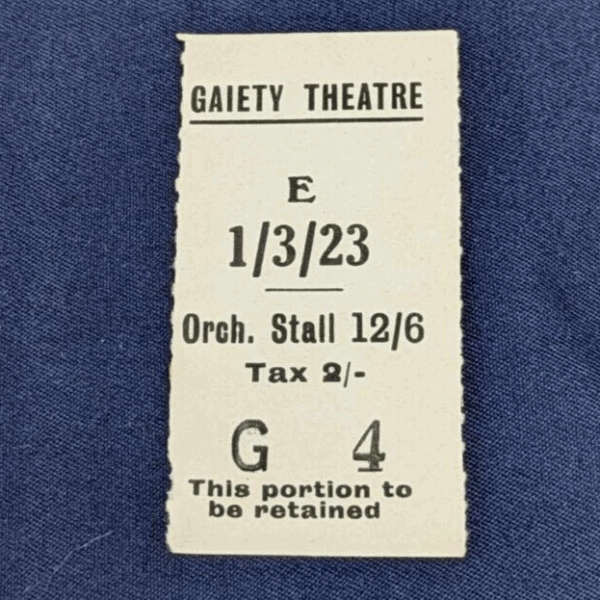 GAIETY THEATRE
E
1/3/23
Orch. Stall 12/6
Tax 2/-
G 4
This portion to
be retained